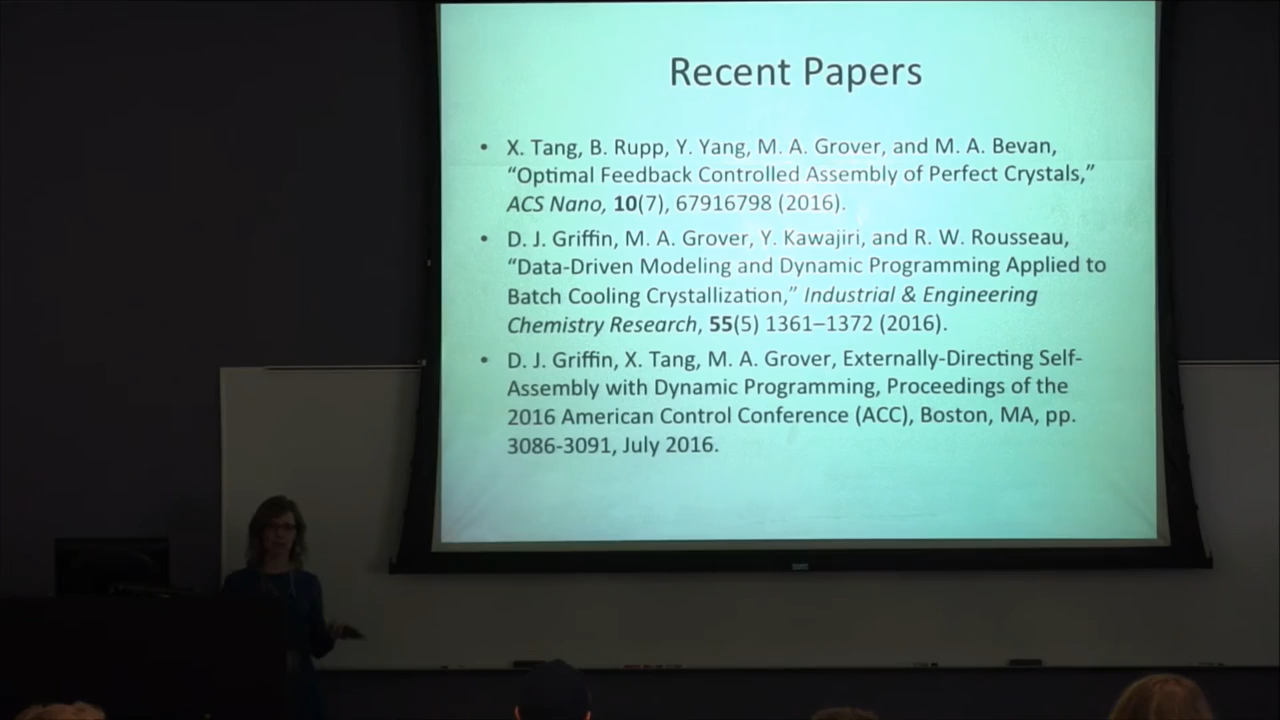 Recent Papers
• X. Tang, B. Rupp, Y. Yang, M. A. Grover, and M. A. Bevan,
“Optimal Feedback Controlled Assembly of Perfect Crystals,”
ACS Nano, 10(7), 67916798 (2016).
• D. J. Griffin, M. A. Grover, Y. Kawajiri, and R. W. Rousseau,
“Data-Driven Modeling and Dynamic Programming Applied to
Batch Cooling Crystallization,” Industrial & Engineering
Chemistry Research, 55(5) 1361–1372 (2016).
• D. J. Griffin, X. Tang, M. A. Grover, Externally-Directing Self-
Assembly with Dynamic Programming, Proceedings of the
2016 American Control Conference (ACC), Boston, MA, pp.
3086-3091, July 2016.